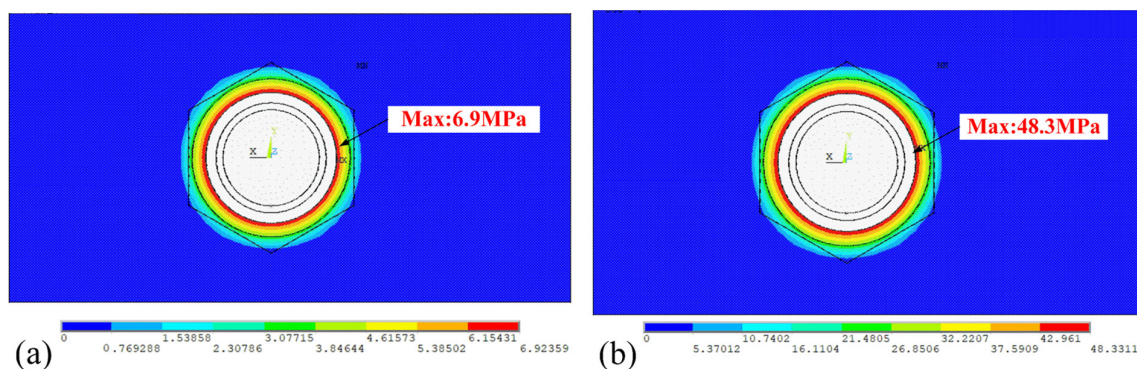 Max:6.9MPa
X
Y
Z
MX
0
1.53858
3.07715
4.61573
6.15431
0.769288
2.30786
3.84644
5.38502
6.92359
(a)
Max:48.3MPa
X
Y
Z
0
10.7402
21.4805
32.2207
42.961
5.37012
16.1104
26.8506
37.5909
48.3311
(b)